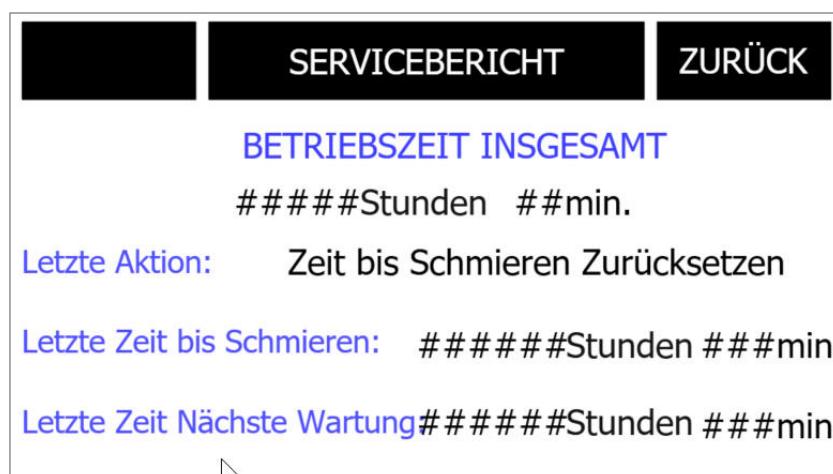 SERVICEBERICHT ZURÜCK
BETRIEBSZEIT INSGESAMT
#####Stunden ##min.
Letzte Aktion: Zeit bis Schmieren Zurücksetzen
Letzte Zeit bis Schmieren: ######Stunden ###min
Letzte Zeit Nächste Wartung: ######Stunden ###min